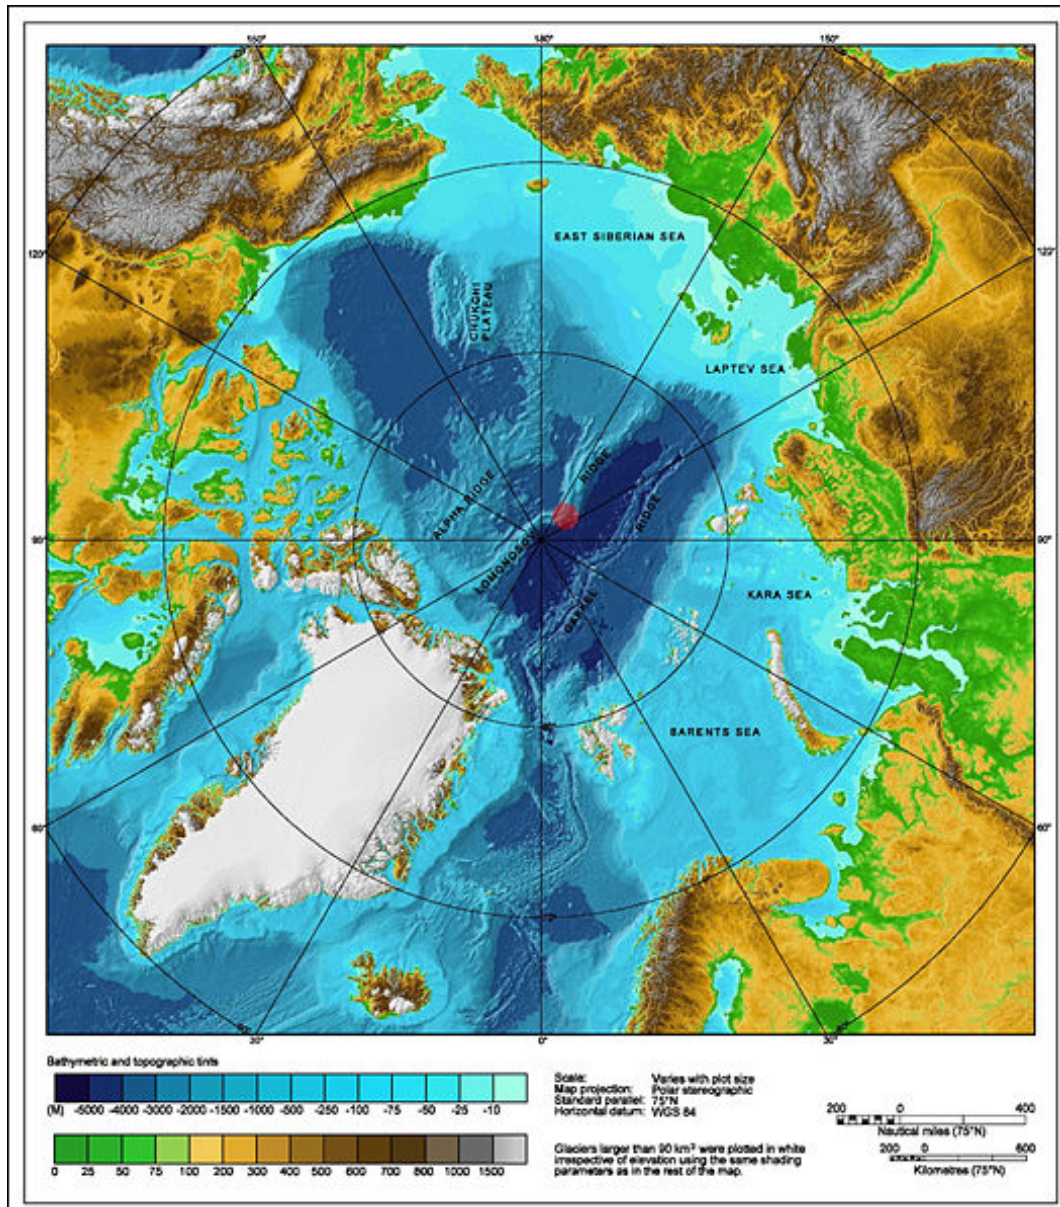 150°
180°
150°
120°
120°
EAST SIBERIAN SEA
CHUKCHI
PLATEAU
LAPTEV SEA
RIDGE
ALPHA RIDGE
RIDGE
90°
90°
LOMONOSOV
KARA SEA
GAKKEL
BARENTS SEA
60°
60°
30°
0°
30°
Bathymetric and topographic tints
(M) -5000 -4000 -3000 -2000 -1500 -1000 -500 -250 -100 -75 -50 -25 -10
0 25 50 75 100 200 300 400 500 600 700 800 1000 1500
Scale: Varies with plot size
Map projection: Polar stereographic
Standard parallel: 75°N
Horizontal datum: WGS 84
Glaciers larger than 90 km² were plotted in white
irrespective of elevation using the same shading
parameters as in the rest of the map.
200 0 400
Nautical miles (75°N)
200 0 600
Kilometres (75°N)